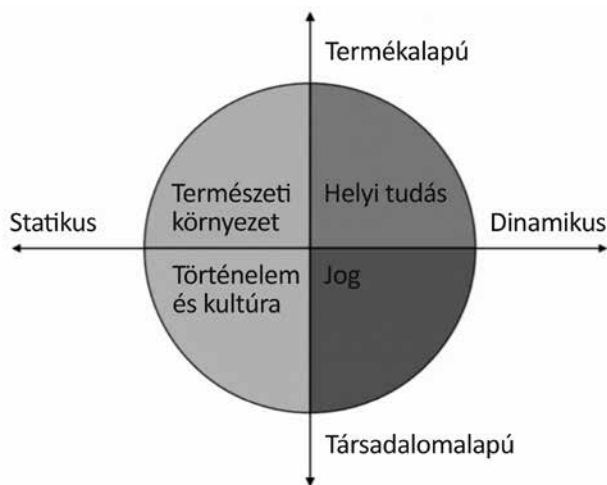 Termékalapú
Természeti
környezet
Helyi tudás
Statikus
Dinamikus
Történelem
és kultúra
Jog
Társadalomalapú